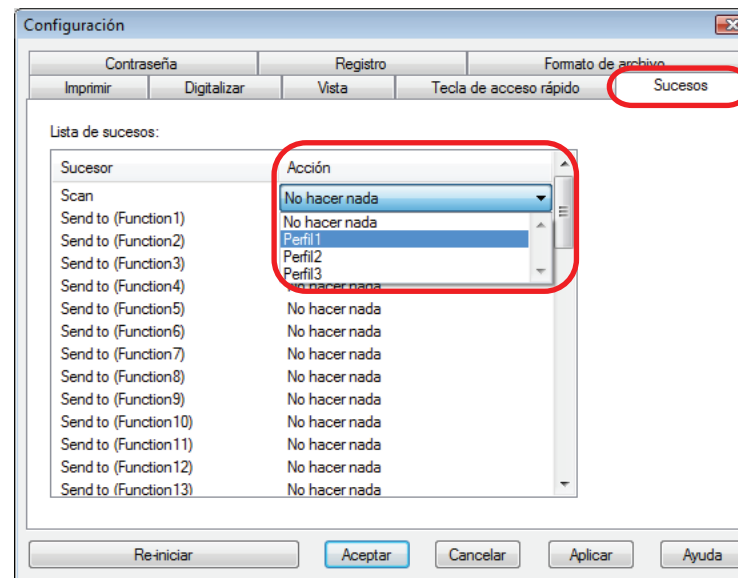 Configuración
Contraseña Registro Formato de archivo
Imprimir Digitalizar Vista Tecla de acceso rápido Sucesos
Lista de sucesos:
Sucesor Acción
Scan No hacer nada
Send to (Function1) No hacer nada
Send to (Function2) Perfil1
Send to (Function3) Perfil2
Perfil3
Send to (Function4) No hacer nada
Send to (Function5) No hacer nada
Send to (Function6) No hacer nada
Send to (Function7) No hacer nada
Send to (Function8) No hacer nada
Send to (Function9) No hacer nada
Send to (Function10) No hacer nada
Send to (Function11) No hacer nada
Send to (Function12) No hacer nada
Send to (Function13) No hacer nada
Re-iniciar Aceptar Cancelar Aplicar Ayuda